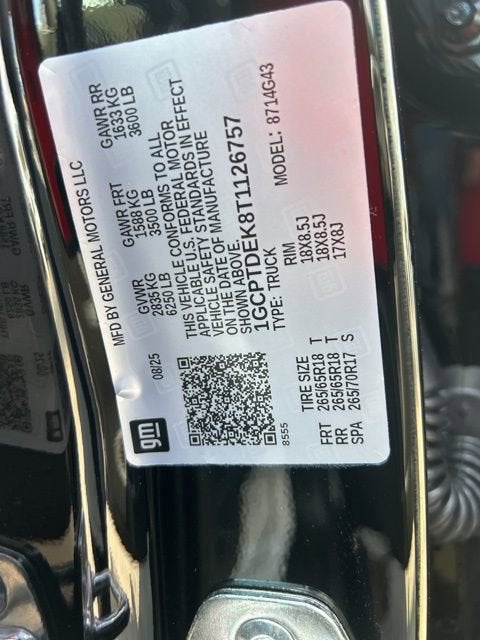 MFD BY GENERAL MOTORS LLC
08/25 GVWR GAWR FRT GAWR RR
2835 KG 1588 KG 1633 KG
6250 LB 3500 LB 3600 LB
THIS VEHICLE CONFORMS TO ALL
APPLICABLE U.S. FEDERAL MOTOR
VEHICLE SAFETY STANDARDS IN EFFECT
ON THE DATE OF MANUFACTURE
SHOWN ABOVE.
1GCPTDEK8T1126757
TYPE: TRUCK MODEL: 8714G43
gm
8555
TIRE SIZE RIM
FRT 265/65R18 T 18X8.5J
RR 265/65R18 T 18X8.5J
SPA 265/70R17 S 17X8J